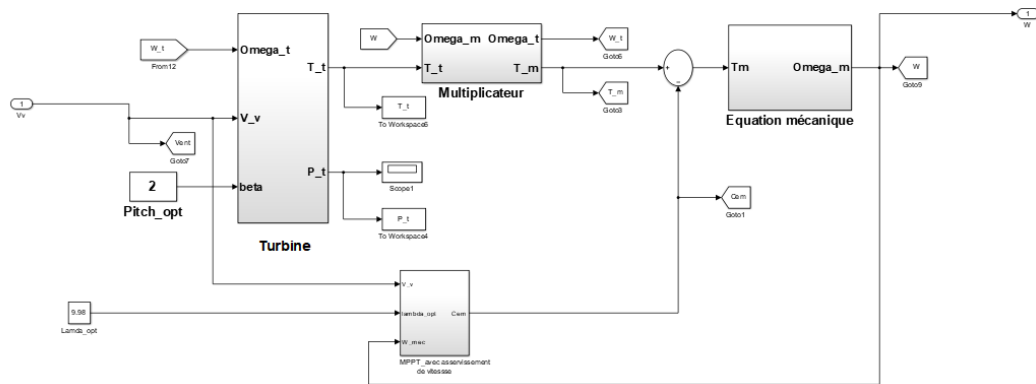 1
W
W_t
From12
Omega_t
T_t
V_v
P_t
beta
Turbine
1
Vv
Vent
Goto7
2
Pitch_opt
T_t
To Workspace5
Scope1
P_t
To Workspace4
W
Omega_m
Omega_t
T_t
T_m
Multiplicateur
W_t
Goto6
T_m
Goto3
+
−
Tm
Omega_m
Equation mécanique
W
Goto9
Cem
Goto1
9.98
Lamda_opt
V_v
lambda_opt
Cem
W_mec
MPPT_avec asservissement
de vitessse